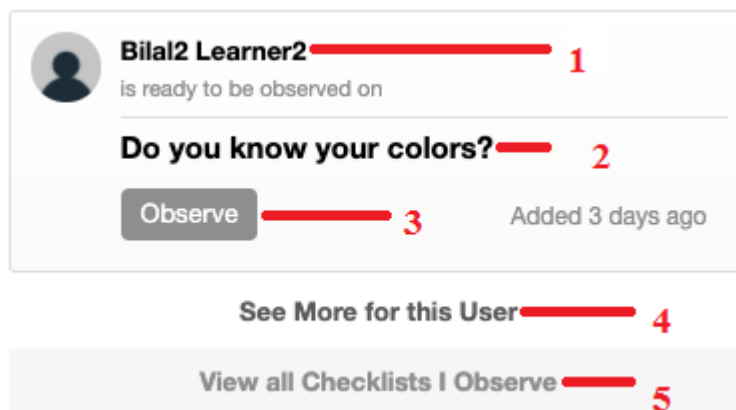 Bilal2 Learner2 1
is ready to be observed on
Do you know your colors? 2
Observe 3 Added 3 days ago
See More for this User 4
View all Checklists I Observe 5